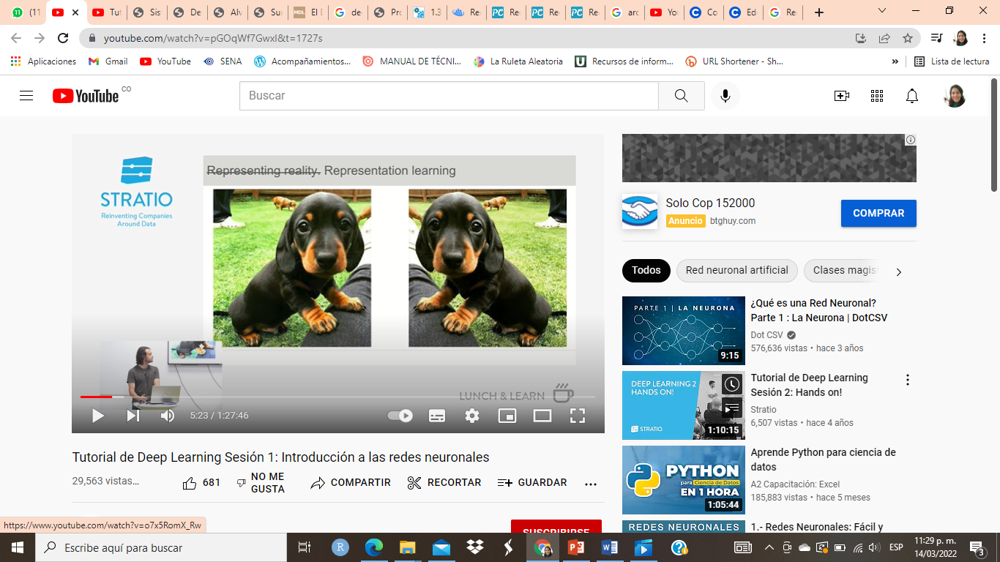 (11
Tut
Sis
De
Alv
Sur
MDL El D
de
Pro
1.3
Re
PC Re
PC Re
PC Re
arc
You
Co
Ed
Re
youtube.com/watch?v=pGOqWf7GwxI&t=1727s
Aplicaciones
Gmail
YouTube
SENA
Acompañamientos...
MANUAL DE TÉCNI...
La Ruleta Aleatoria
Recursos de inform...
URL Shortener - Sh...
»
Lista de lectura
YouTube CO
Buscar
STRATIO
Reinventing Companies
Around Data
Representing reality. Representation learning
LUNCH & LEARN
5:23 / 1:27:46
Tutorial de Deep Learning Sesión 1: Introducción a las redes neuronales
29,563 vistas...
681
NO ME
GUSTA
COMPARTIR
RECORTAR
GUARDAR
SUSCRIBIRSE
Solo Cop 152000
Anuncio btghuy.com
COMPRAR
Todos
Red neuronal artificial
Clases magis
PARTE 1 | LA NEURONA
9:15
¿Qué es una Red Neuronal?
Parte 1 : La Neurona | DotCSV
Dot CSV
576,636 vistas • hace 3 años
DEEP LEARNING 2
HANDS ON!
STRATIO
1:10:15
Tutorial de Deep Learning
Sesión 2: Hands on!
Stratio
6,507 vistas • hace 4 años
PYTHON
para Ciencia de Datos
EN 1 HORA
1:05:44
Aprende Python para ciencia de
datos
A2 Capacitación: Excel
185,883 vistas • hace 5 meses
REDES NEURONALES
1.- Redes Neuronales: Fácil y
https://www.youtube.com/watch?v=o7x5RomX_Rw
Escribe aquí para buscar
ESP
11:29 p. m.
14/03/2022
3